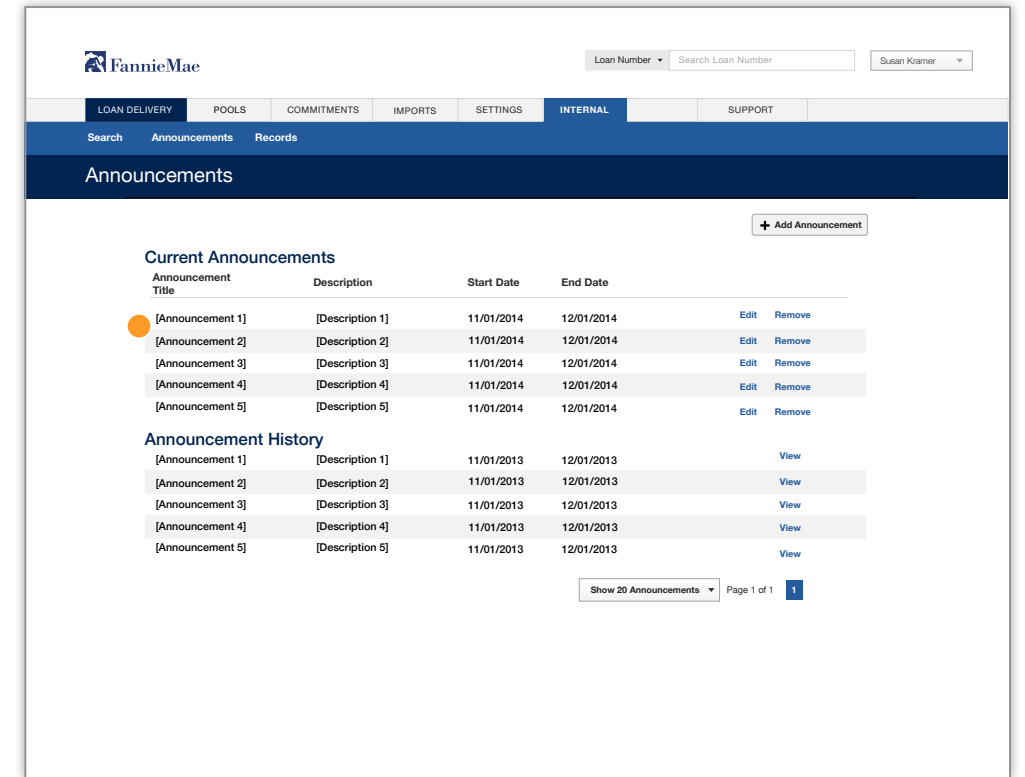 FannieMae
Loan Number Search Loan Number Susan Kramer
LOAN DELIVERY POOLS COMMITMENTS IMPORTS SETTINGS INTERNAL SUPPORT
Search Announcements Records
Announcements
+ Add Announcement
Current Announcements
Announcement
Title Description Start Date End Date
[Announcement 1] [Description 1] 11/01/2014 12/01/2014 Edit Remove
[Announcement 2] [Description 2] 11/01/2014 12/01/2014 Edit Remove
[Announcement 3] [Description 3] 11/01/2014 12/01/2014 Edit Remove
[Announcement 4] [Description 4] 11/01/2014 12/01/2014 Edit Remove
[Announcement 5] [Description 5] 11/01/2014 12/01/2014 Edit Remove
Announcement History
[Announcement 1] [Description 1] 11/01/2013 12/01/2013 View
[Announcement 2] [Description 2] 11/01/2013 12/01/2013 View
[Announcement 3] [Description 3] 11/01/2013 12/01/2013 View
[Announcement 4] [Description 4] 11/01/2013 12/01/2013 View
[Announcement 5] [Description 5] 11/01/2013 12/01/2013 View
Show 20 Announcements Page 1 of 1 1